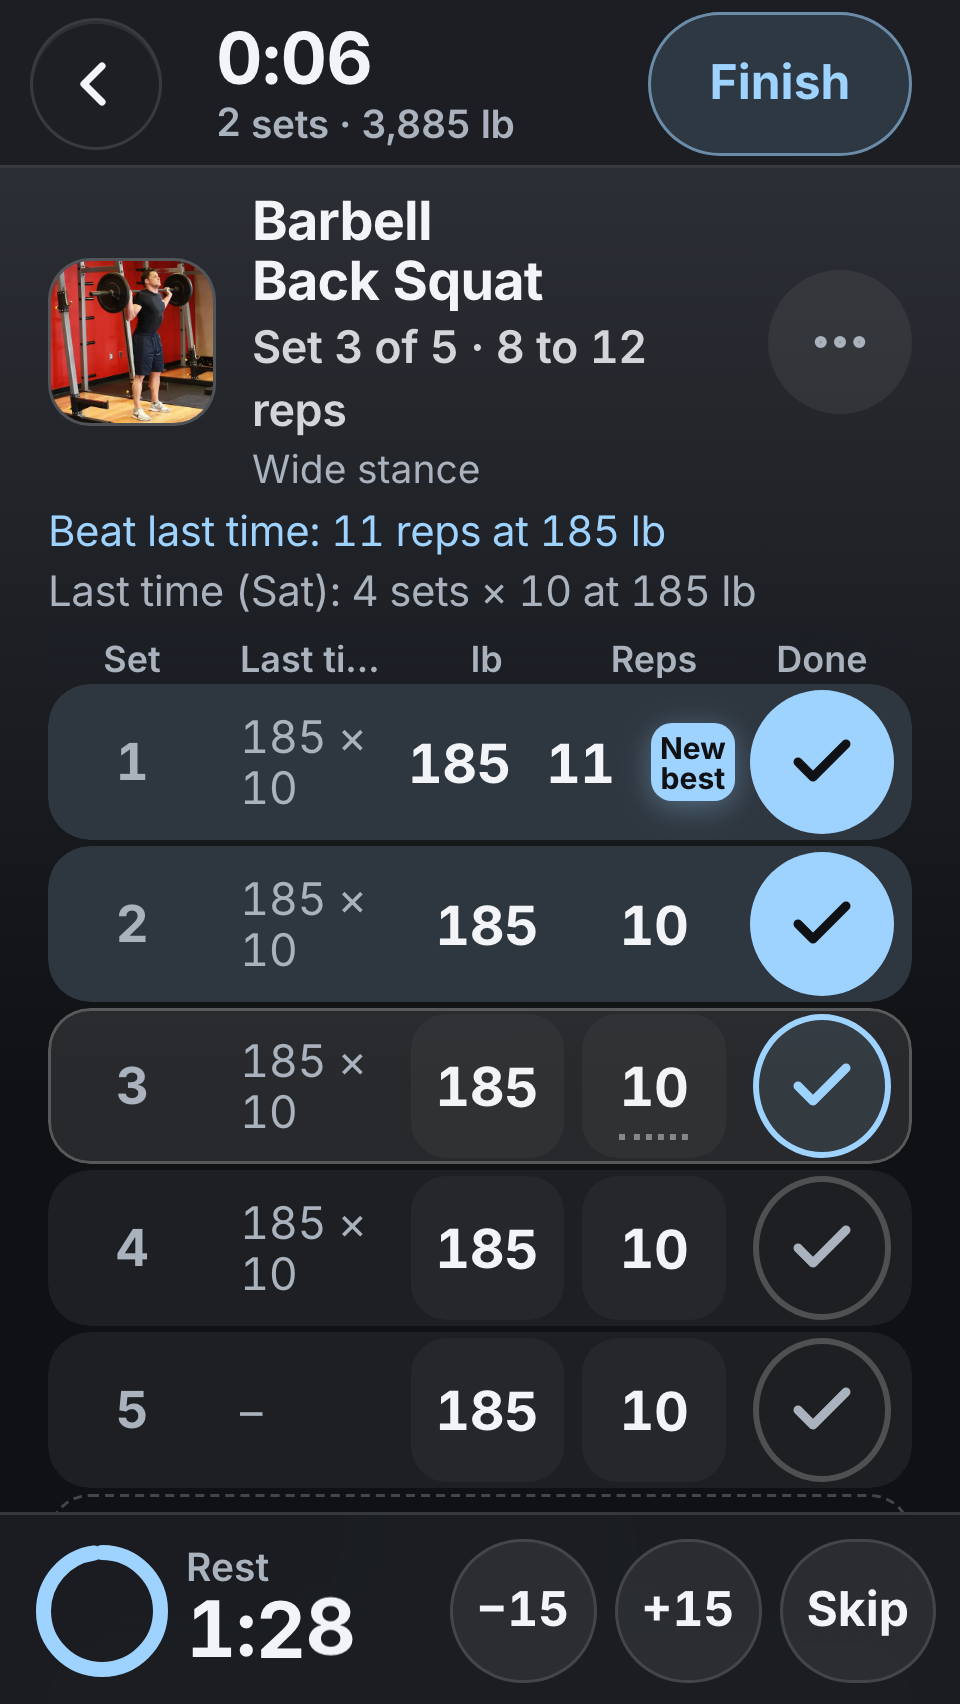 0:06
2 sets · 3,885 lb
Finish
Barbell
Back Squat
Set 3 of 5 · 8 to 12
reps
Wide stance
Beat last time: 11 reps at 185 lb
Last time (Sat): 4 sets × 10 at 185 lb
Set Last ti... lb Reps Done
1 185 × 10 185 11 New best
2 185 × 10 185 10
3 185 × 10 185 10
4 185 × 10 185 10
5 – 185 10
Rest
1:28
−15 +15 Skip